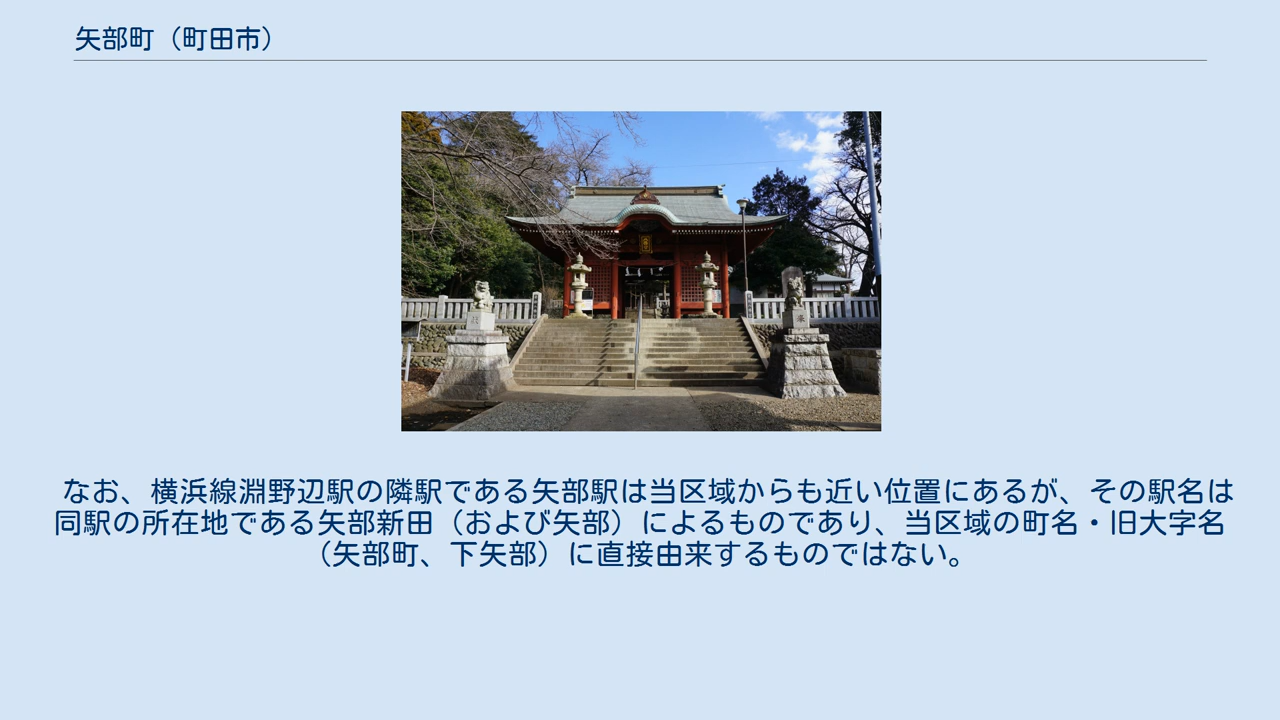 矢部町（町田市）
なお、横浜線淵野辺駅の隣駅である矢部駅は当区域からも近い位置にあるが、その駅名は
同駅の所在地である矢部新田（および矢部）によるものであり、当区域の町名・旧大字名
（矢部町、下矢部）に直接由来するものではない。